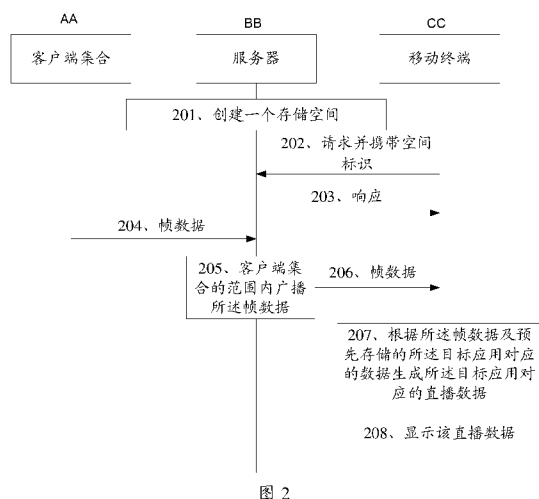 AA
BB
CC
客户端集合
服务器
移动终端
201、创建一个存储空间
202、请求并携带空间
标识
203、响应
204、帧数据
205、客户端集
合的范围内广播
所述帧数据
206、帧数据
207、根据所述帧数据及预
先存储的所述目标应用对应
的数据生成所述目标应用对
应的直播数据
208、显示该直播数据
图 2